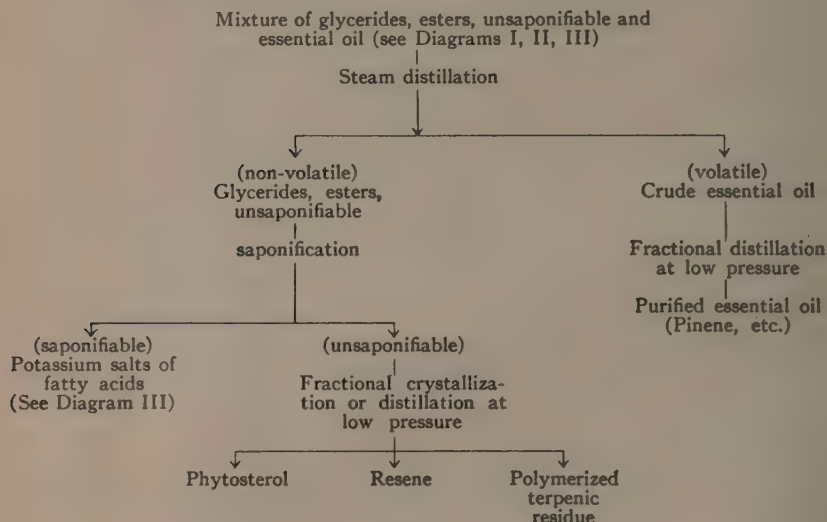 Mixture of glycerides, esters, unsaponifiable and
essential oil (see Diagrams I, II, III)
Steam distillation
(non-volatile)
Glycerides, esters,
unsaponifiable
saponification
(volatile)
Crude essential oil
Fractional distillation
at low pressure
Purified essential oil
(Pinene, etc.)
(saponifiable)
Potassium salts of
fatty acids
(See Diagram III)
(unsaponifiable)
Fractional crystalliza-
tion or distillation at
low pressure
Phytosterol
Resene
Polymerized
terpenic
residue